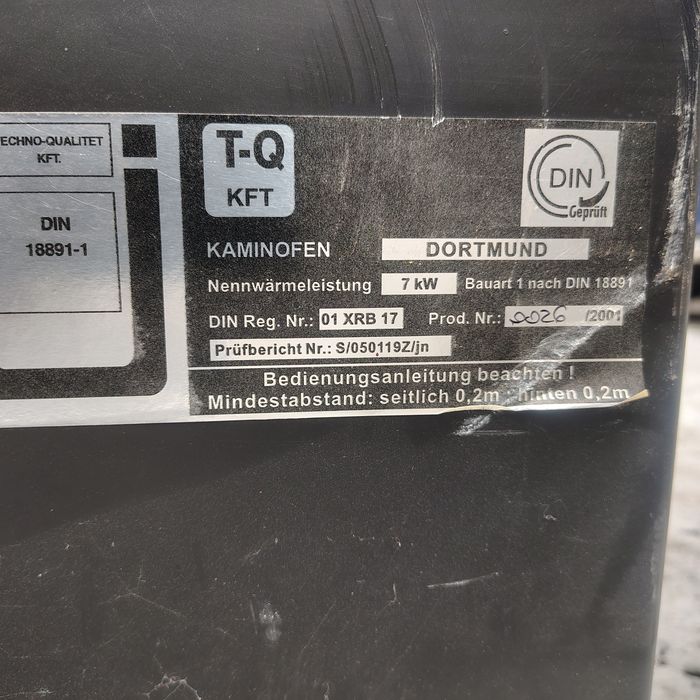 TECHNO-QUALITET
KFT.
DIN
18891-1
T-Q
KFT
DIN
Geprüft
KAMINOFEN DORTMUND
Nennwärmeleistung 7 kW Bauart 1 nach DIN 18891
DIN Reg. Nr.: 01 XRB 17 Prod. Nr.: 0026 /2001
Prüfbericht Nr.: S/050119Z/jn
Bedienungsanleitung beachten !
Mindestabstand: seitlich 0,2m ; hinten 0,2m